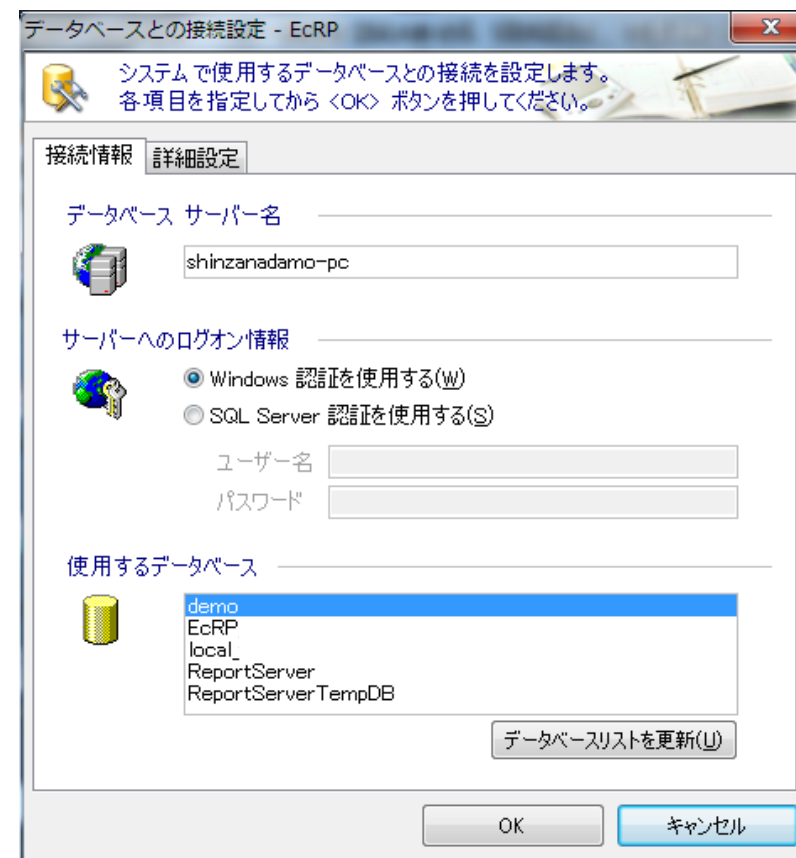 データベースとの接続設定 - EcRP
システムで使用するデータベースとの接続を設定します。
各項目を指定してから <OK> ボタンを押してください。
接続情報 詳細設定
データベース サーバー名
shinzanadamo-pc
サーバーへのログオン情報
Windows 認証を使用する(W)
SQL Server 認証を使用する(S)
ユーザー名
パスワード
使用するデータベース
demo
EcRP
local_
ReportServer
ReportServerTempDB
データベースリストを更新(U)
OK キャンセル